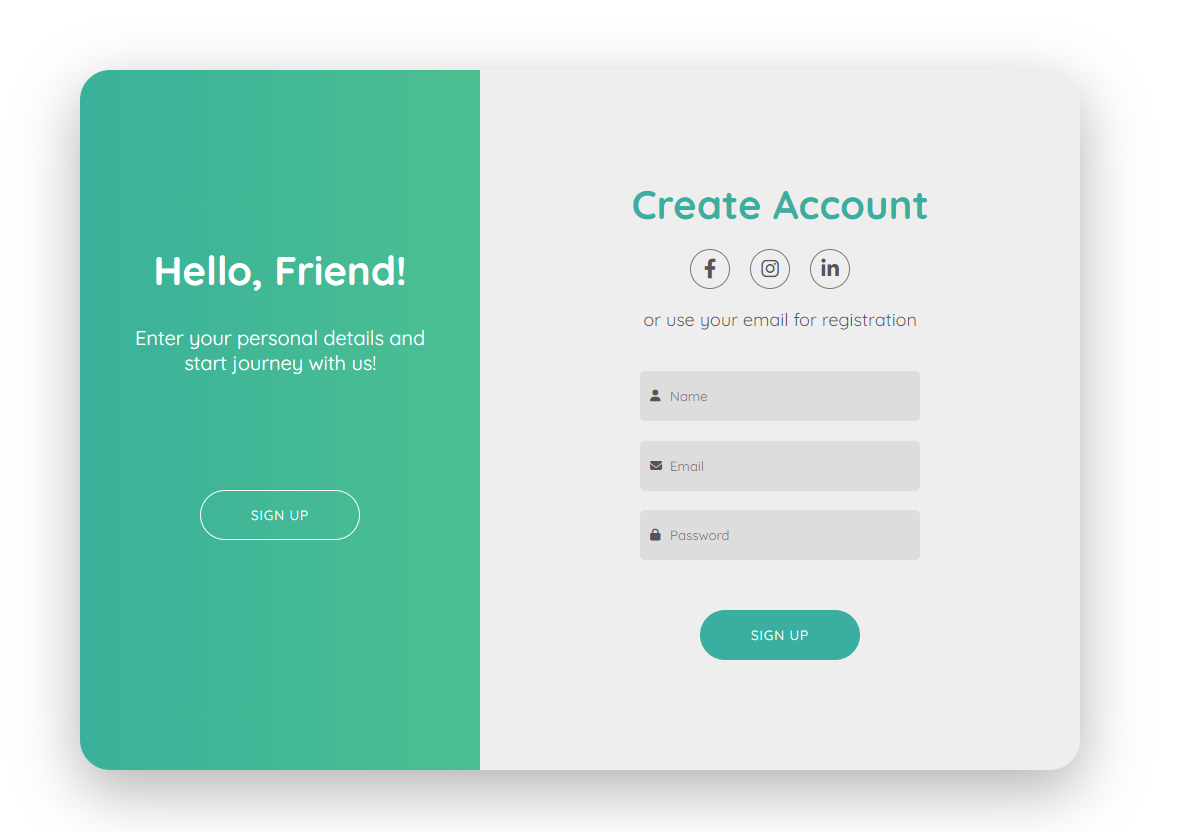 Hello, Friend!
Enter your personal details and
start journey with us!
SIGN UP
Create Account
or use your email for registration
Name
Email
Password
SIGN UP